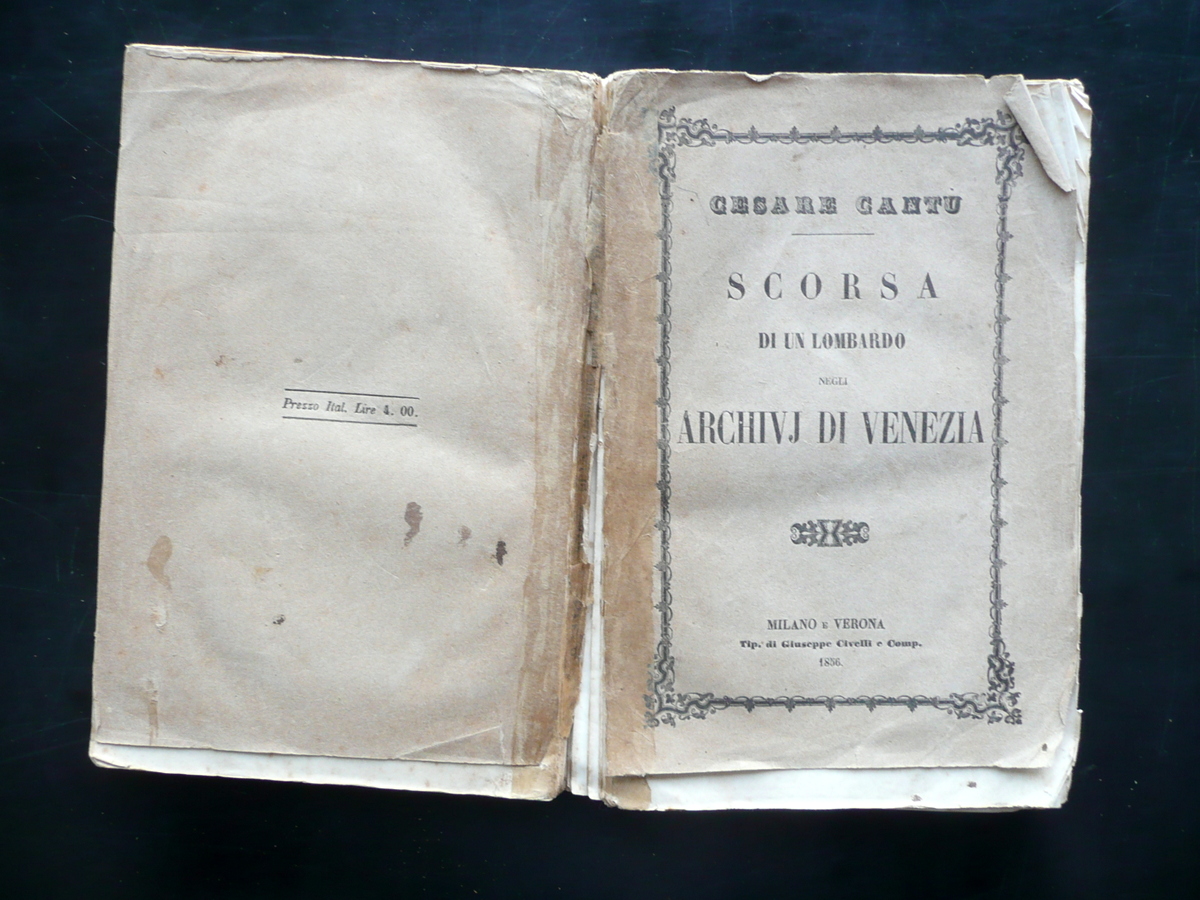 Prezzo Ital. Lire 4. 00.
CESARE CANTÙ
SCORSA
DI UN LOMBARDO
NEGLI
ARCHIVJ DI VENEZIA
MILANO E VERONA
Tip. di Giuseppe Civelli e Comp.
1856.